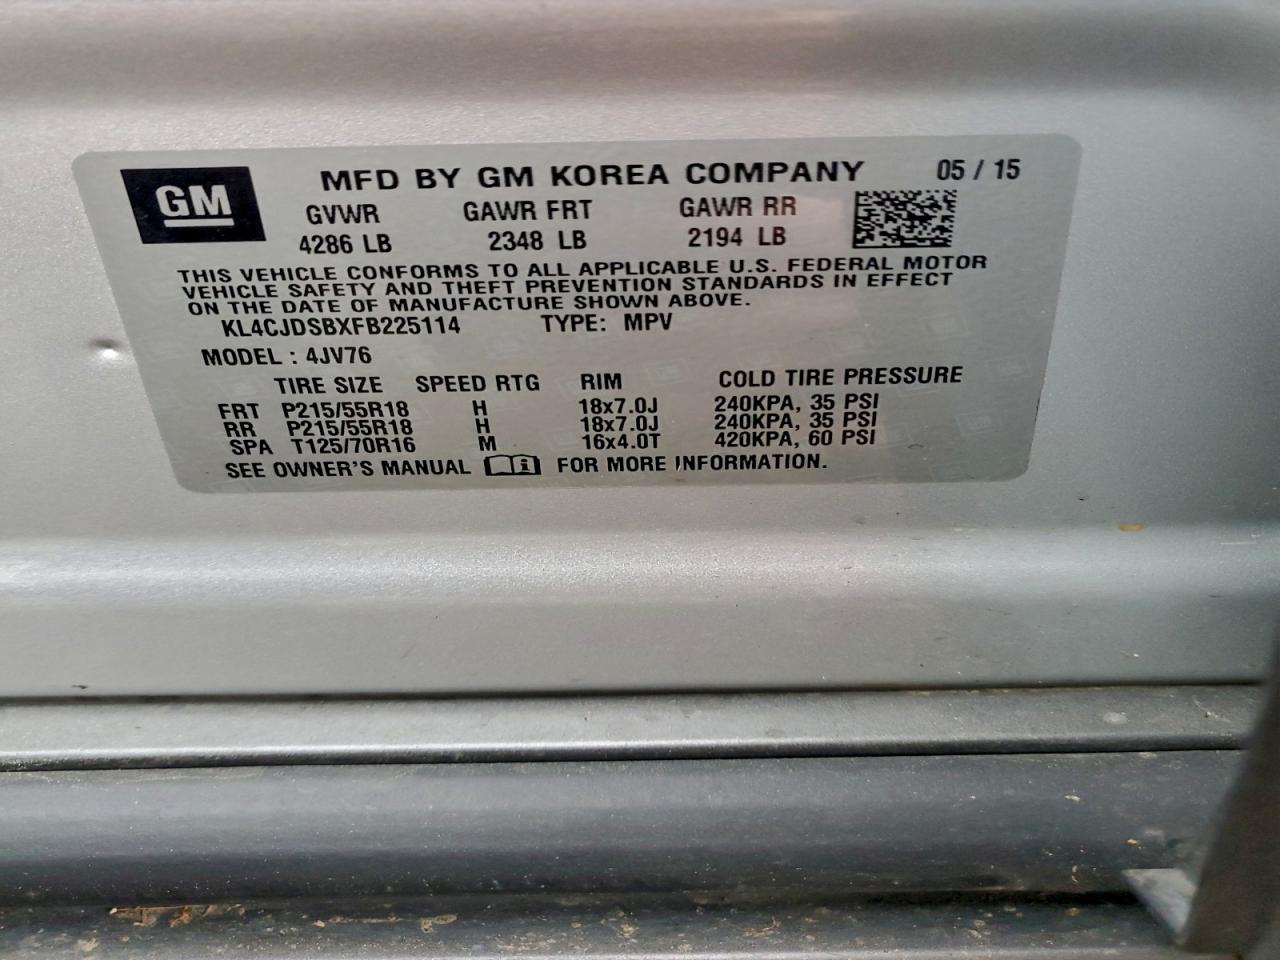 GM
MFD BY GM KOREA COMPANY 05 / 15
GVWR GAWR FRT GAWR RR
4286 LB 2348 LB 2194 LB
THIS VEHICLE CONFORMS TO ALL APPLICABLE U.S. FEDERAL MOTOR
VEHICLE SAFETY AND THEFT PREVENTION STANDARDS IN EFFECT
ON THE DATE OF MANUFACTURE SHOWN ABOVE.
KL4CJDSBXFB225114 TYPE: MPV
MODEL : 4JV76
TIRE SIZE SPEED RTG RIM COLD TIRE PRESSURE
FRT P215/55R18 H 18x7.0J 240KPA, 35 PSI
RR P215/55R18 H 18x7.0J 240KPA, 35 PSI
SPA T125/70R16 M 16x4.0T 420KPA, 60 PSI
SEE OWNER'S MANUAL FOR MORE INFORMATION.